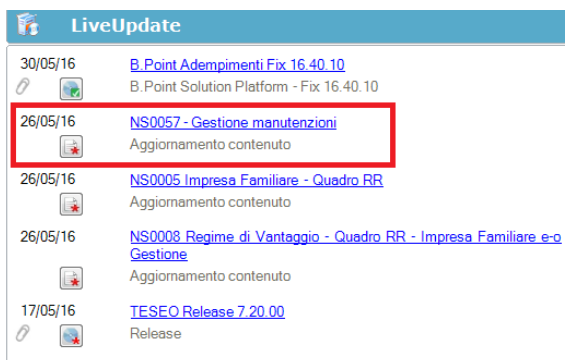 LiveUpdate
30/05/16 B.Point Adempimenti Fix 16.40.10
B.Point Solution Platform - Fix 16.40.10
26/05/16 NS0057 - Gestione manutenzioni
Aggiornamento contenuto
26/05/16 NS0005 Impresa Familiare - Quadro RR
Aggiornamento contenuto
26/05/16 NS0008 Regime di Vantaggio - Quadro RR - Impresa Familiare e-o
Gestione
Aggiornamento contenuto
17/05/16 TESEO Release 7.20.00
Release